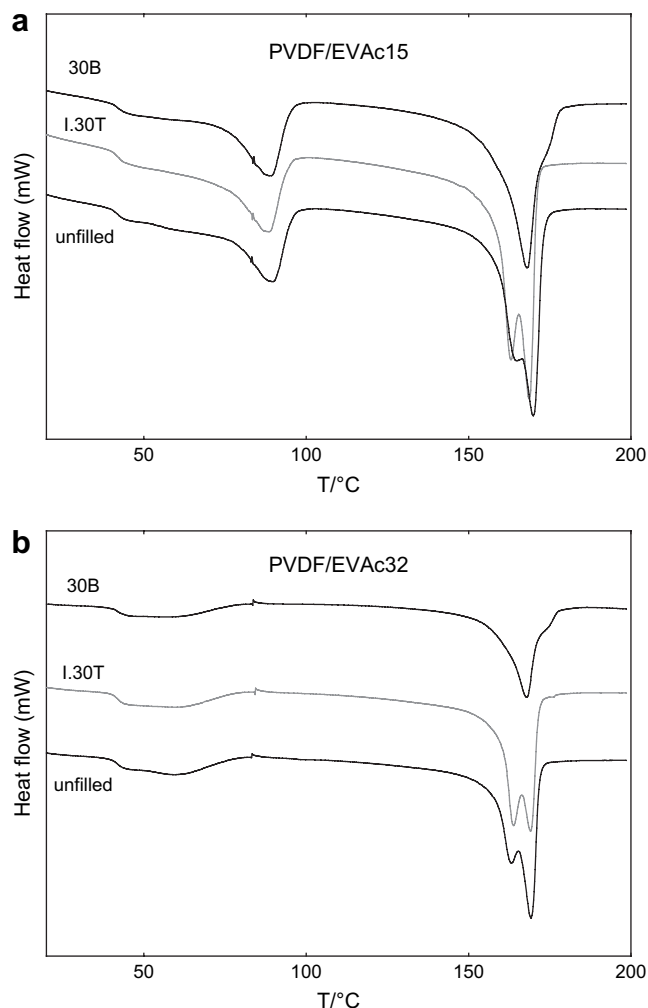 a
PVDF/EVAc15
30B
I.30T
unfilled
Heat flow (mW)
50 100 150 200
T/°C
b
PVDF/EVAc32
30B
I.30T
unfilled
Heat flow (mW)
50 100 150 200
T/°C